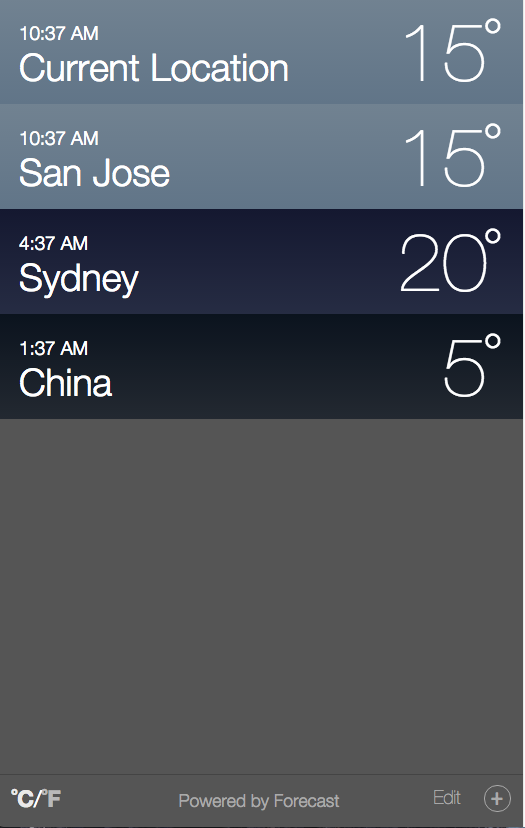 10:37 AM
Current Location
15°
10:37 AM
San Jose
15°
4:37 AM
Sydney
20°
1:37 AM
China
5°
°C/°F
Powered by Forecast
Edit
+